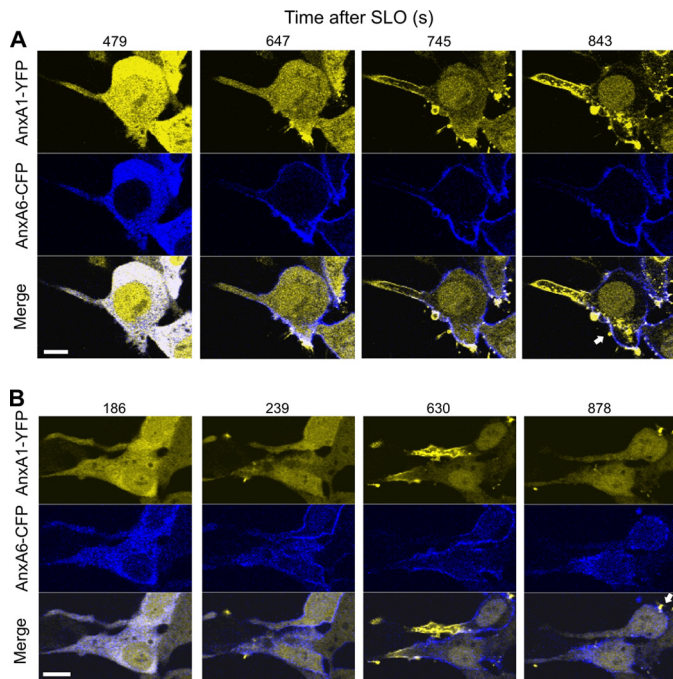 Time after SLO (s)
A
479 647 745 843
AnxA1-YFP
AnxA6-CFP
Merge
B
186 239 630 878
AnxA1-YFP
AnxA6-CFP
Merge